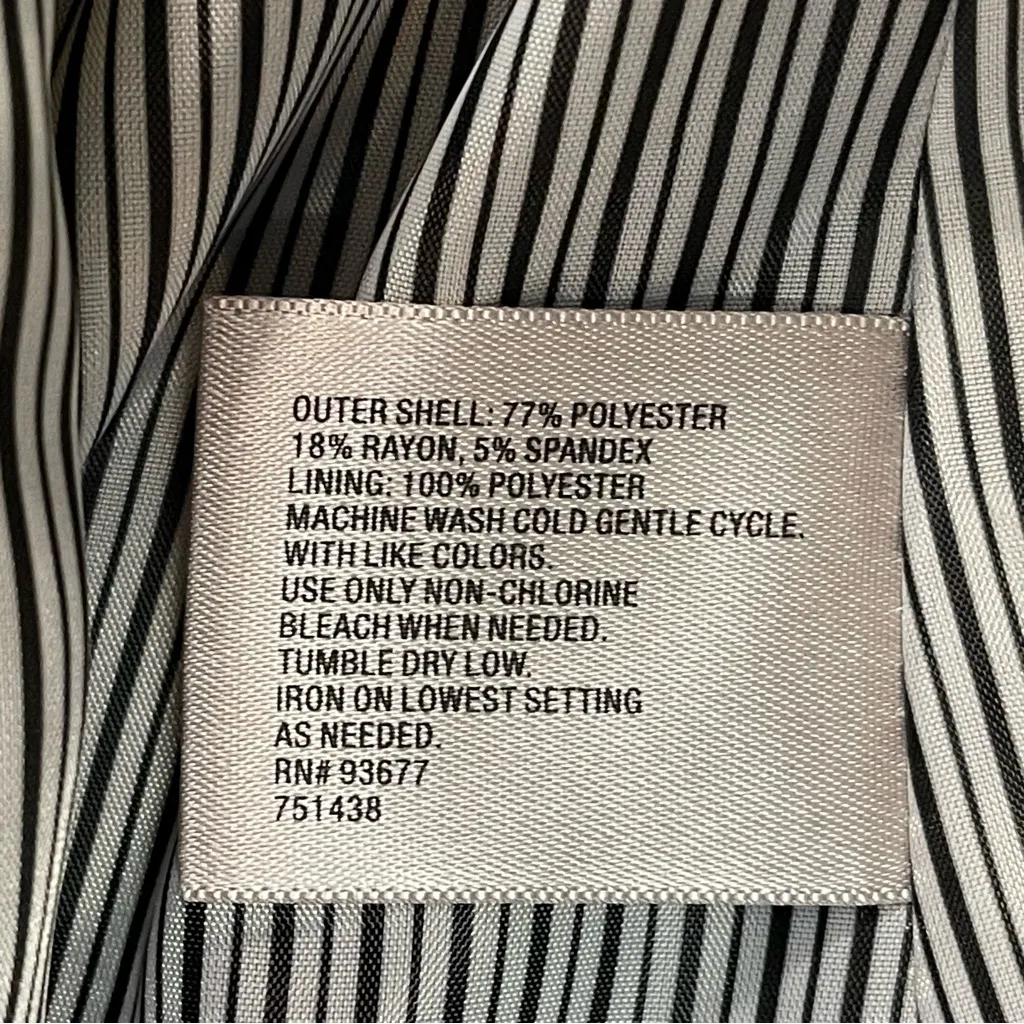 OUTER SHELL: 77% POLYESTER
18% RAYON, 5% SPANDEX
LINING: 100% POLYESTER
MACHINE WASH COLD GENTLE CYCLE.
WITH LIKE COLORS.
USE ONLY NON-CHLORINE
BLEACH WHEN NEEDED.
TUMBLE DRY LOW.
IRON ON LOWEST SETTING
AS NEEDED.
RN# 93677
751438